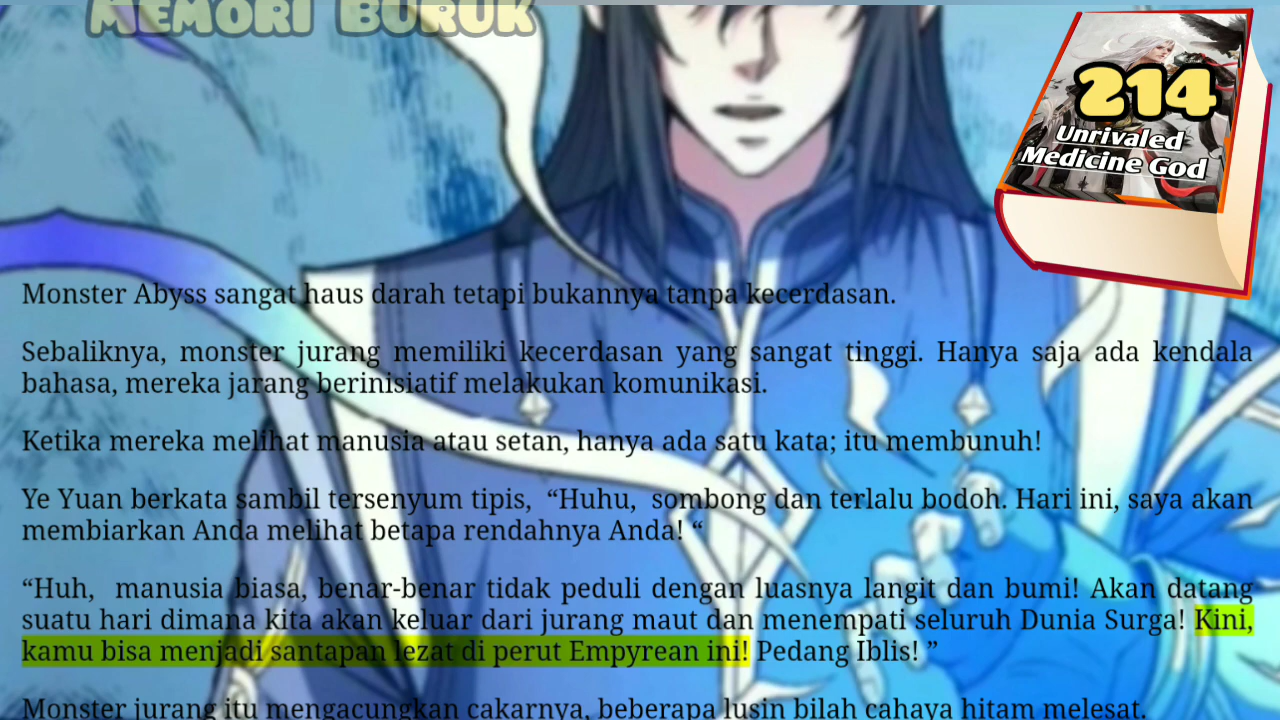 MEMORI BURUK
214
Unrivaled
Medicine God
Monster Abyss sangat haus darah tetapi bukannya tanpa kecerdasan.
Sebaliknya, monster jurang memiliki kecerdasan yang sangat tinggi. Hanya saja ada kendala
bahasa, mereka jarang berinisiatif melakukan komunikasi.
Ketika mereka melihat manusia atau setan, hanya ada satu kata; itu membunuh!
Ye Yuan berkata sambil tersenyum tipis, “Huhu, sombong dan terlalu bodoh. Hari ini, saya akan
membiarkan Anda melihat betapa rendahnya Anda! “
“Huh, manusia biasa, benar-benar tidak peduli dengan luasnya langit dan bumi! Akan datang
suatu hari dimana kita akan keluar dari jurang maut dan menempati seluruh Dunia Surga! Kini,
kamu bisa menjadi santapan lezat di perut Empyrean ini! Pedang Iblis! ”
Monster jurang itu mengacungkan cakarnya, beberapa lusin bilah cahaya hitam melesat.